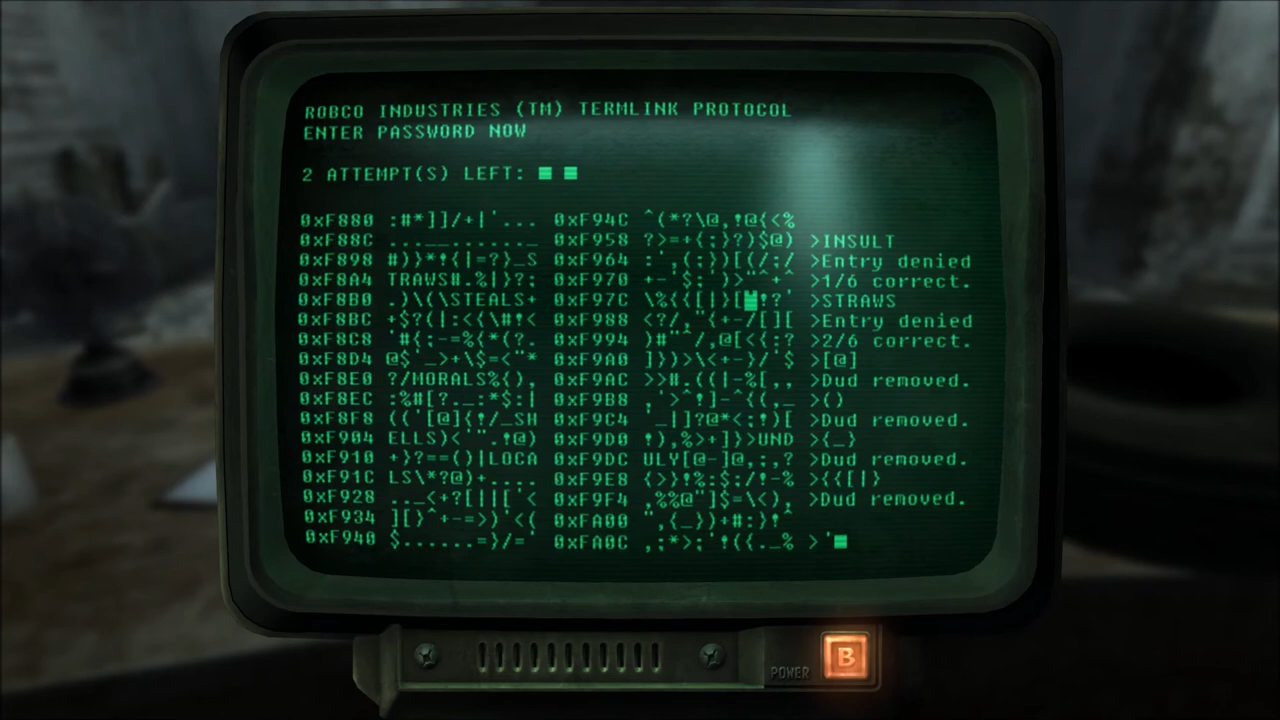 ROBCO INDUSTRIES (TM) TERMLINK PROTOCOL
ENTER PASSWORD NOW
2 ATTEMPT(S) LEFT: ■ ■
0xF880 :#*]]/+|'... 0xF94C ^(*?\@,!@{<%
0xF88C ...__......._ 0xF958 ?>=+{;}?)$@) >INSULT
0xF898 #)}*!{|=?}_S 0xF964 :',(:})[(/:/ >Entry denied
0xF8A4 TRAWS#.%|}?: 0xF970 +-_$;'}>"^_^ >1/6 correct.
0xF8B0 .)\(\STEALS+ 0xF97C \%{{[|}[■!?' >STRAWS
0xF8BC +$?(|:<{\#!< 0xF988 <?/,"{+-/[][ >Entry denied
0xF8C8 '#{;-=%{*(?. 0xF994 )#"^/,@[<{:? >2/6 correct.
0xF8D4 @$'_>+\$=<"* 0xF9A0 ]})>\<+-}/'$ >[@]
0xF8E0 ?/MORALS%{), 0xF9AC >>#.((|-%[,, >Dud removed.
0xF8EC :%#[?._:*$:| 0xF9B8 ,'>^!]-^{(,_ >()
0xF8F8 (('[@]{!/_SH 0xF9C4 ._|]?@*<:!)[ >Dud removed.
0xF904 ELLS)<'".!@) 0xF9D0 !),%>+]}>UND >{_}
0xF910 +}?==()|LOCA 0xF9DC ULY[@-]@,;,? >Dud removed.
0xF91C LS\*?@)+.... 0xF9E8 {>}!%:$:/!-% >{{[|}
0xF928 .._<+?[||['< 0xF9F4 ,%%@"]$=\<), >Dud removed.
0xF934 ][}^+-=>)'<( 0xFA00 ",{_})+#:}!^
0xF940 $......=}/=' 0xFA0C ,;*>;'!{{._% >'■
POWER
B